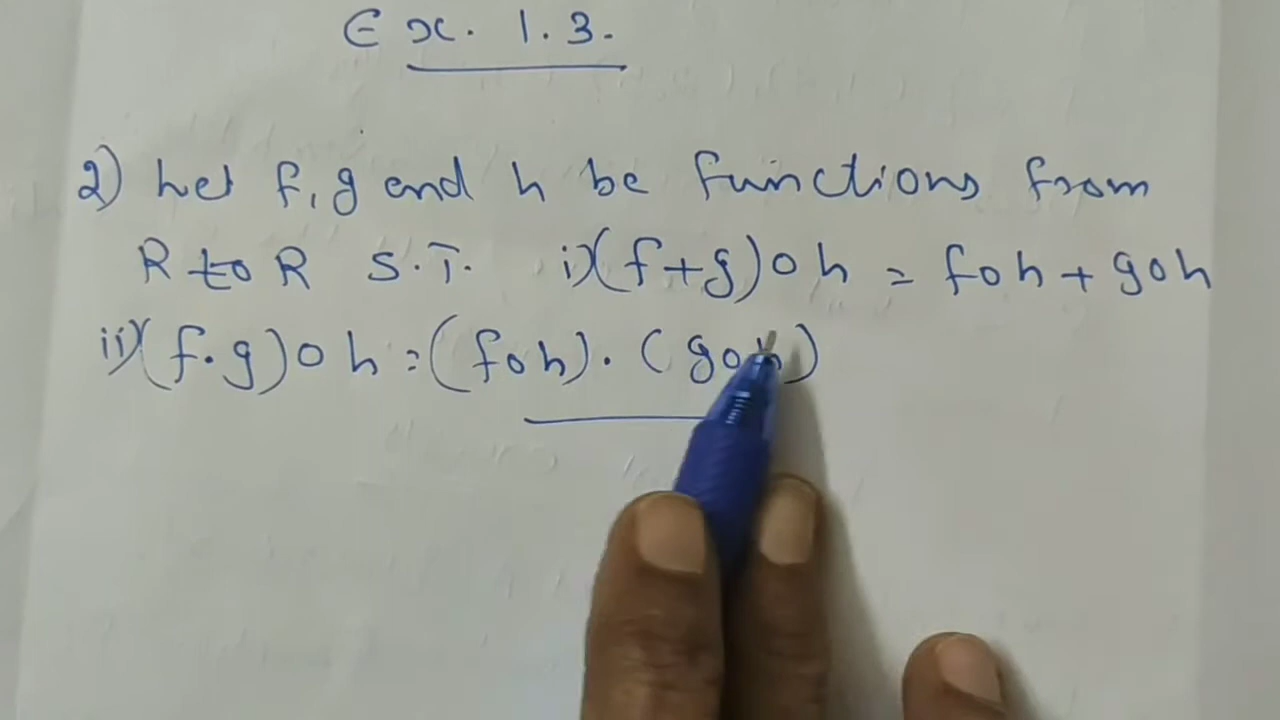 Ex. 1.3.
2) Let f, g and h be functions from
R to R S.T. i) (f+g)oh = foh + goh
ii) (f.g)oh = (foh).(goh)